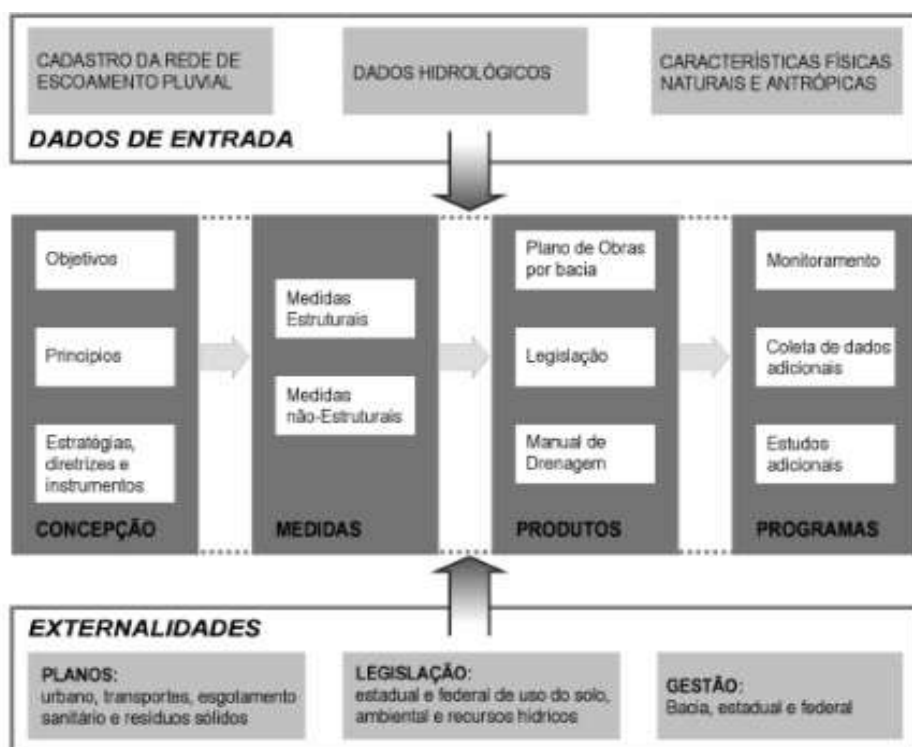 CADASTRO DA REDE DE
ESCOAMENTO PLUVIAL
DADOS HIDROLÓGICOS
CARACTERÍSTICAS FÍSICAS
NATURAIS E ANTRÓPICAS
DADOS DE ENTRADA
Objetivos
Princípios
Estratégias,
diretrizes e
instrumentos
CONCEPÇÃO
Medidas
Estruturais
Medidas
não-Estruturais
MEDIDAS
Plano de Obras
por bacia
Legislação
Manual de
Drenagem
PRODUTOS
Monitoramento
Coleta de dados
adicionais
Estudos
adicionais
PROGRAMAS
EXTERNALIDADES
PLANOS:
urbano, transportes, esgotamento
sanitário e resíduos sólidos
LEGISLAÇÃO:
estadual e federal de uso do solo,
ambiental e recursos hídricos
GESTÃO:
Bacia, estadual e federal